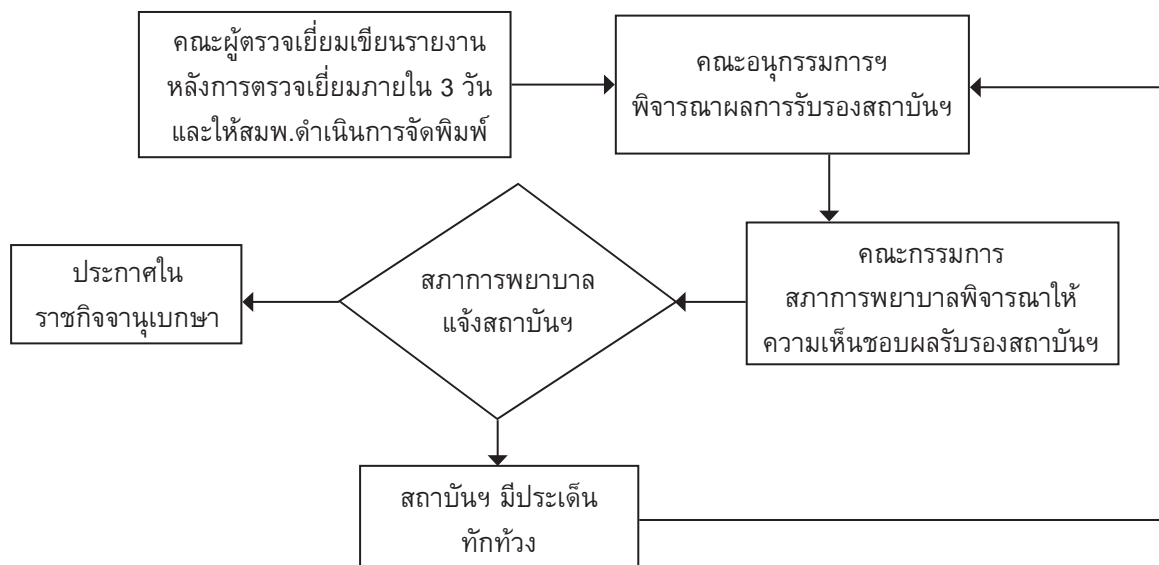 คณะผู้ตรวจเยี่ยมเขียนรายงาน
หลังการตรวจเยี่ยมภายใน 3 วัน
และให้สมพ.ดำเนินการจัดพิมพ์
คณะอนุกรรมการฯ
พิจารณาผลการรับรองสถาบันฯ
คณะกรรมการ
สภาการพยาบาลพิจารณาให้
ความเห็นชอบผลรับรองสถาบันฯ
สภาการพยาบาล
แจ้งสถาบันฯ
ประกาศใน
ราชกิจจานุเบกษา
สถาบันฯ มีประเด็น
ทักท้วง